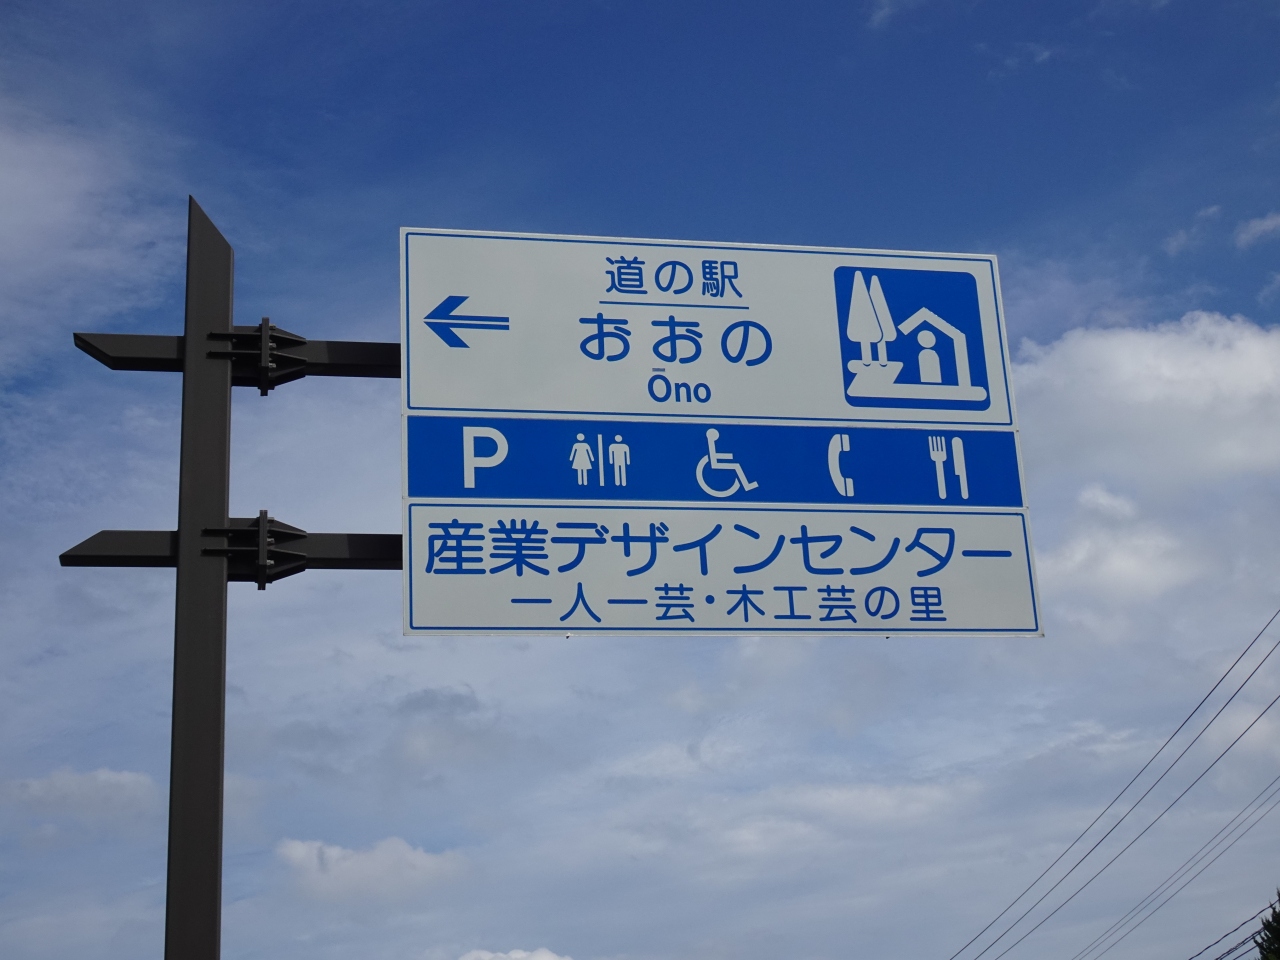 道の駅
おおの
Ōno
P
産業デザインセンター
一人一芸・木工芸の里